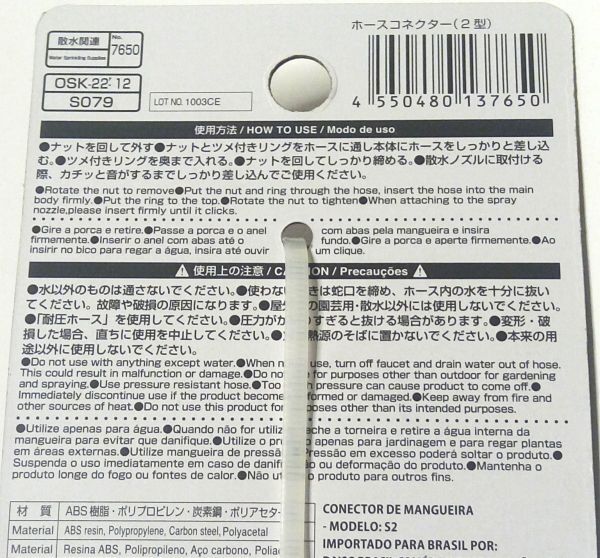 散水関連
Water Sprinkling Supplies
No. 7650
OSK-22' 12
S079
LOT NO. 1003CE
ホースコネクター(2型)
4 550480 137650
使用方法 / HOW TO USE / Modo de uso
●ナットを回して外す●ナットとツメ付きリングをホースに通し本体にホースをしっかりと差し込
む。●ツメ付きリングを奥まで入れる。●ナットを回してしっかり締める。●散水ノズルに取付ける
際、カチッと音がするまでしっかり差し込んでご使用ください。
●Rotate the nut to remove●Put the nut and ring through the hose, insert the hose into the main
body firmly.●Put the ring to the top.●Rotate the nut to tighten●When attaching to the spray
nozzle,please insert firmly until it clicks.
●Gire a porca e retire.●Passe a porca e o anel com abas pela mangueira e insira
firmemente.●Inserir o anel com abas até o fundo.●Gire a porca e aperte firmemente.●Ao
insirir no bico para regar a água, insira até ouvir um clique.
⚠ 使用上の注意 / CAUTION / Precauções ⚠
●水以外のものは通さないでください。●使わない きは蛇口を締め、ホース内の水を十分に抜い
てください。故障や破損の原因になります。●屋 の園芸用・散水以外には使用しないでください。
●「耐圧ホース」を使用してください。●圧力が すぎると抜ける場合があります。●変形・破
損した場合、直ちに使用を中止してください。● 熱源のそばに置かないでください。●本来の用
途以外に使用しないでください。
●Do not use with anything except water.●When n use, turn off faucet and drain water out of hose.
This could result in malfunction or damage.●Do no for purposes other than outdoor for gardening
and spraying.●Use pressure resistant hose.●Too pressure can cause product to come off.●
Immediately discontinue use if the product become formed or damaged.●Keep away from fire and
other sources of heat.●Do not use this product for poses other than its intended purposes.
●Utilize apenas para água.●Quando não for utiliz che a torneira e retire a água interna da
mangueira para evitar que danifique.●Utilize o pr apenas para jardinagem e para regar plantas
em áreas externas.●Utilize mangueira de pressã Pressão em excesso poderá soltar o produto.●
Suspenda o uso imediatamente em caso de danifi ou deformação do produto.●Mantenha o
produto longe do fogo ou fontes de calor.●Não ut produto para outros fins.
材 質 ABS樹脂・ポリプロピレン・炭素鋼・ポリアセタ
Material ABS resin, Polypropylene, Carbon steel, Polyacetal
Material Resina ABS, Polipropileno, Aço carbono, Poliac
CONECTOR DE MANGUEIRA
- MODELO: S2
IMPORTADO PARA BRASIL POR: